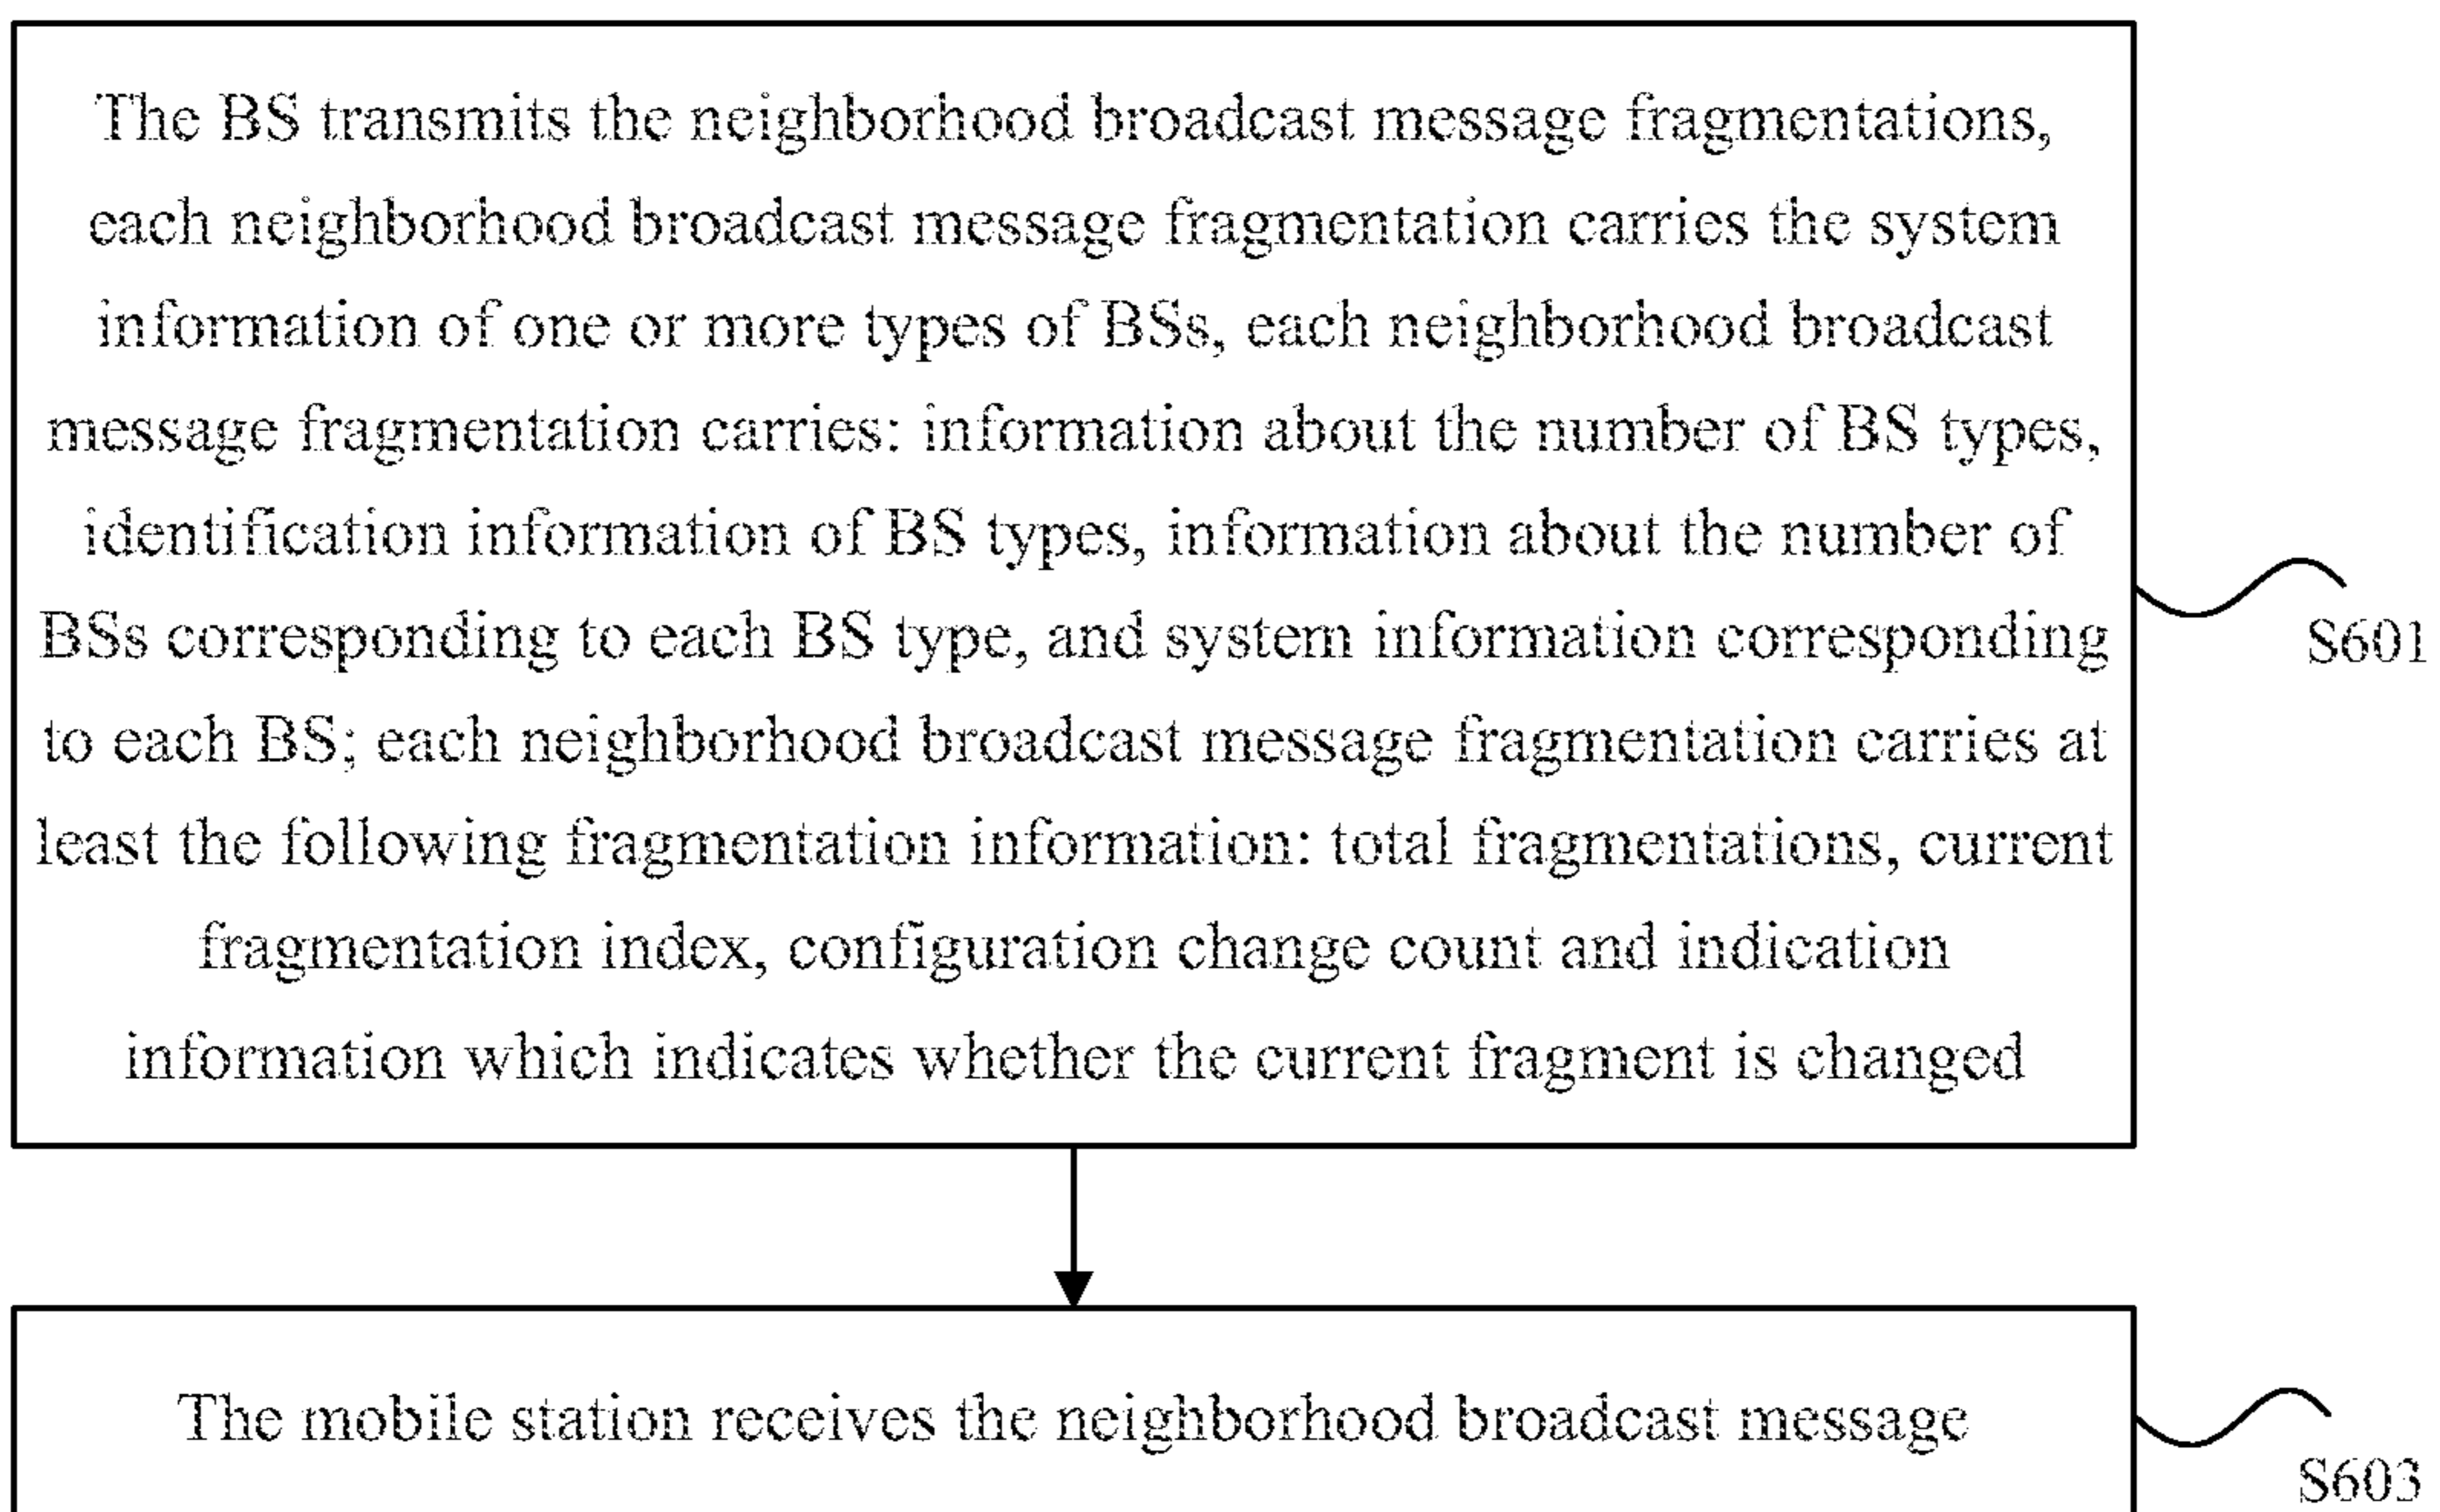 The BS transmits the neighborhood broadcast message fragmentations,
each neighborhood broadcast message fragmentation carries the system
information of one or more types of BSs, each neighborhood broadcast
message fragmentation carries: information about the number of BS types,
identification information of BS types, information about the number of
BSs corresponding to each BS type, and system information corresponding
to each BS; each neighborhood broadcast message fragmentation carries at
least the following fragmentation information: total fragmentations, current
fragmentation index, configuration change count and indication
information which indicates whether the current fragment is changed
S601
The mobile station receives the neighborhood broadcast message
S603